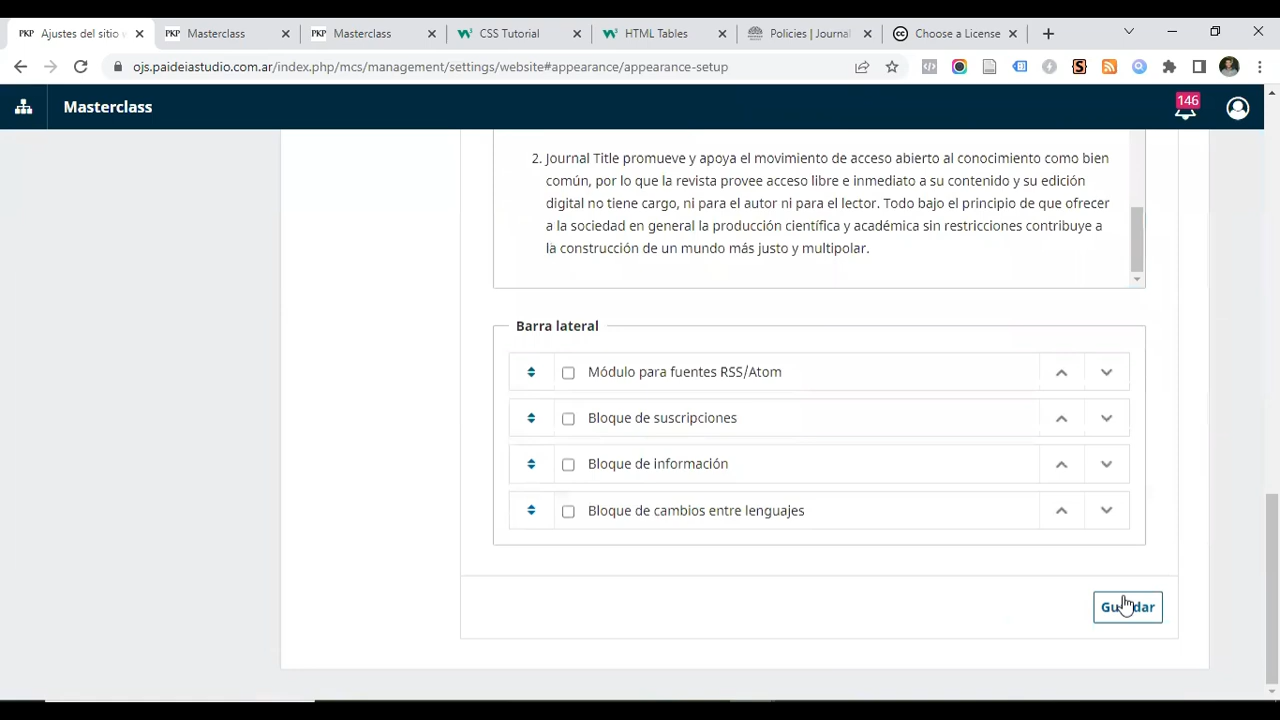 PKP Ajustes del sitio
PKP Masterclass
PKP Masterclass
CSS Tutorial
HTML Tables
Policies | Journal
Choose a License
ojs.paideiastudio.com.ar/index.php/mcs/management/settings/website#appearance/appearance-setup
Masterclass
146
2. Journal Title promueve y apoya el movimiento de acceso abierto al conocimiento como bien
común, por lo que la revista provee acceso libre e inmediato a su contenido y su edición
digital no tiene cargo, ni para el autor ni para el lector. Todo bajo el principio de que ofrecer
a la sociedad en general la producción científica y académica sin restricciones contribuye a
la construcción de un mundo más justo y multipolar.
Barra lateral
Módulo para fuentes RSS/Atom
Bloque de suscripciones
Bloque de información
Bloque de cambios entre lenguajes
Guardar